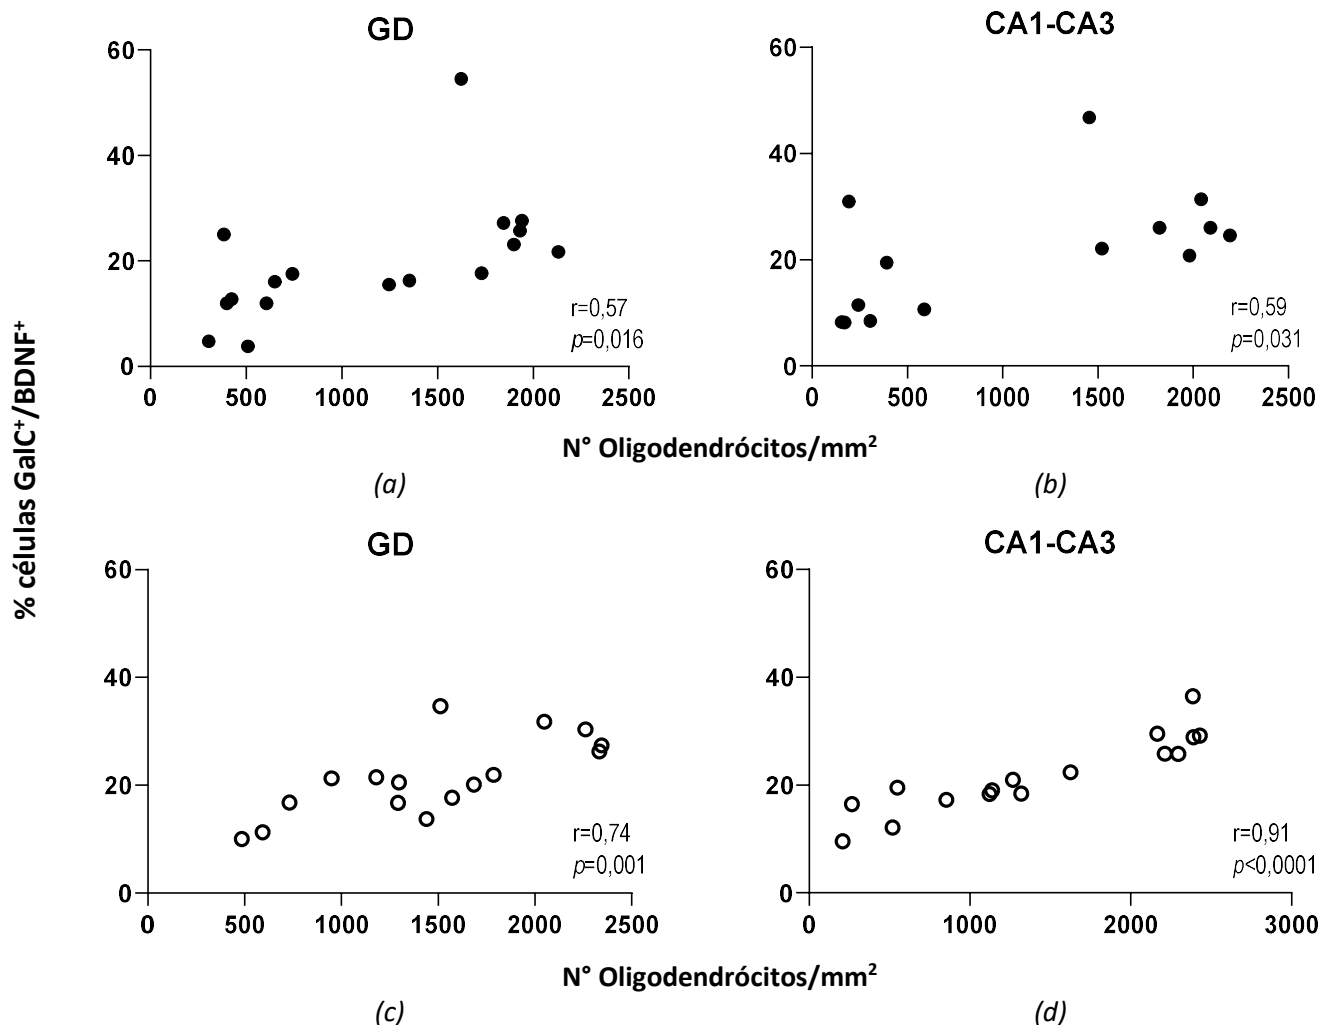 GD
60
40
20
0
0 500 1000 1500 2000 2500
r=0,57
p=0,016
CA1-CA3
60
40
20
0
0 500 1000 1500 2000 2500
r=0,59
p=0,031
N° Oligodendrócitos/mm²
(a)
(b)
% células GalC⁺/BDNF⁺
GD
60
40
20
0
0 500 1000 1500 2000 2500
r=0,74
p=0,001
CA1-CA3
60
40
20
0
0 1000 2000 3000
r=0,91
p<0,0001
N° Oligodendrócitos/mm²
(c)
(d)